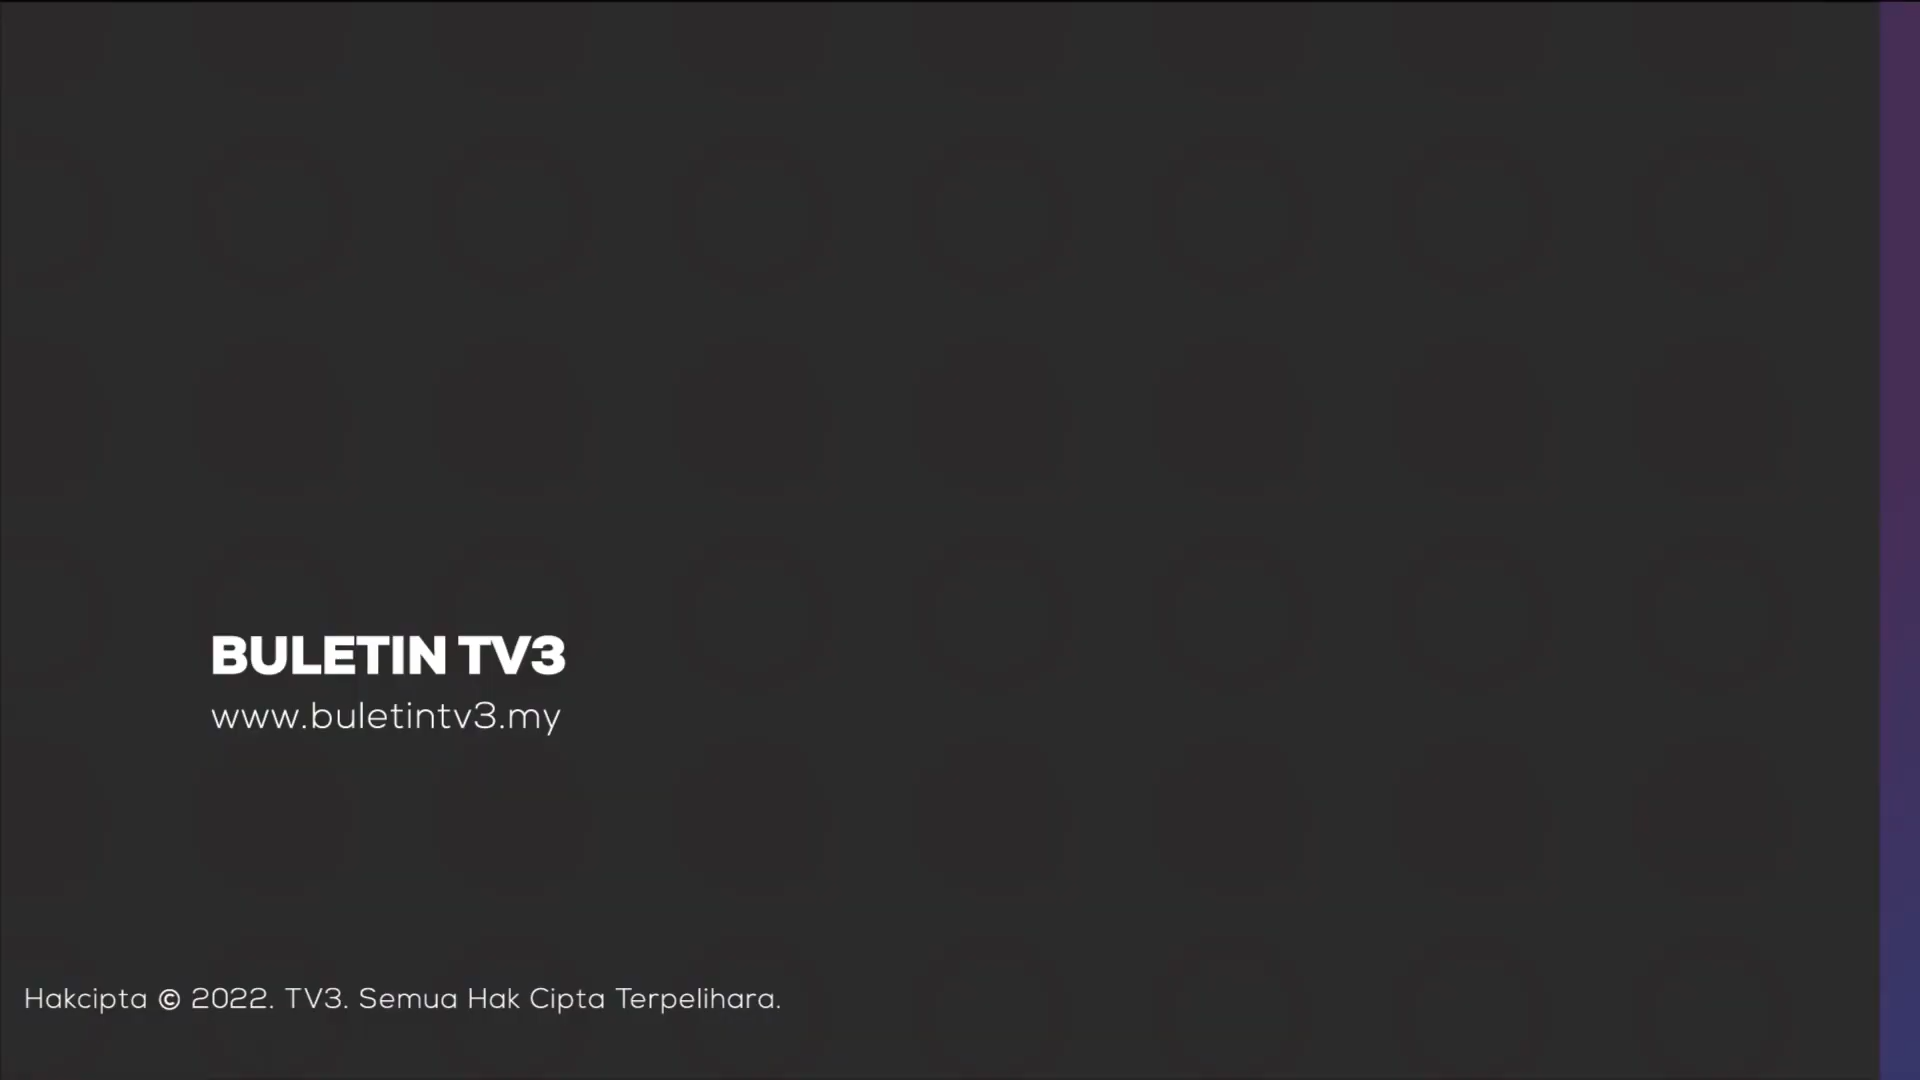 BULETIN TV3
www.buletintv3.my
Hakcipta © 2022. TV3. Semua Hak Cipta Terpelihara.